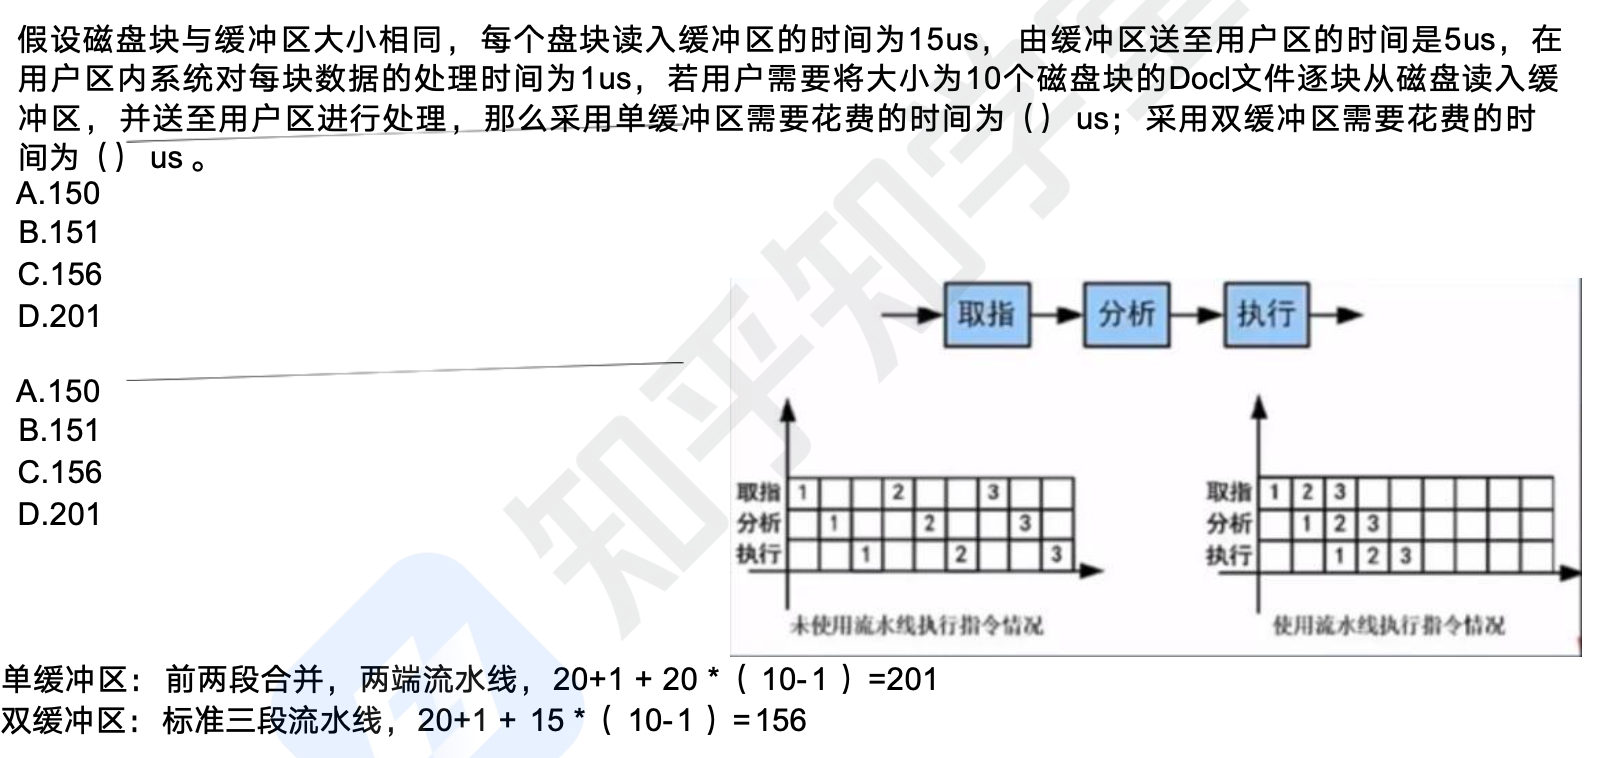 假设磁盘块与缓冲区大小相同，每个盘块读入缓冲区的时间为15us，由缓冲区送至用户区的时间是5us，在
用户区内系统对每块数据的处理时间为1us，若用户需要将大小为10个磁盘块的Docl文件逐块从磁盘读入缓
冲区，并送至用户区进行处理，那么采用单缓冲区需要花费的时间为（）us；采用双缓冲区需要花费的时
间为（）us。
A.150
B.151
C.156
D.201
A.150
B.151
C.156
D.201
取指 分析 执行
取指 1 2 3
分析 1 2 3
执行 1 2 3
未使用流水线执行指令情况
取指 1 2 3
分析 1 2 3
执行 1 2 3
使用流水线执行指令情况
单缓冲区：前两段合并，两端流水线，20+1 + 20 *（ 10-1 ）=201
双缓冲区：标准三段流水线，20+1 + 15 *（ 10-1 ）=156
知乎知学堂